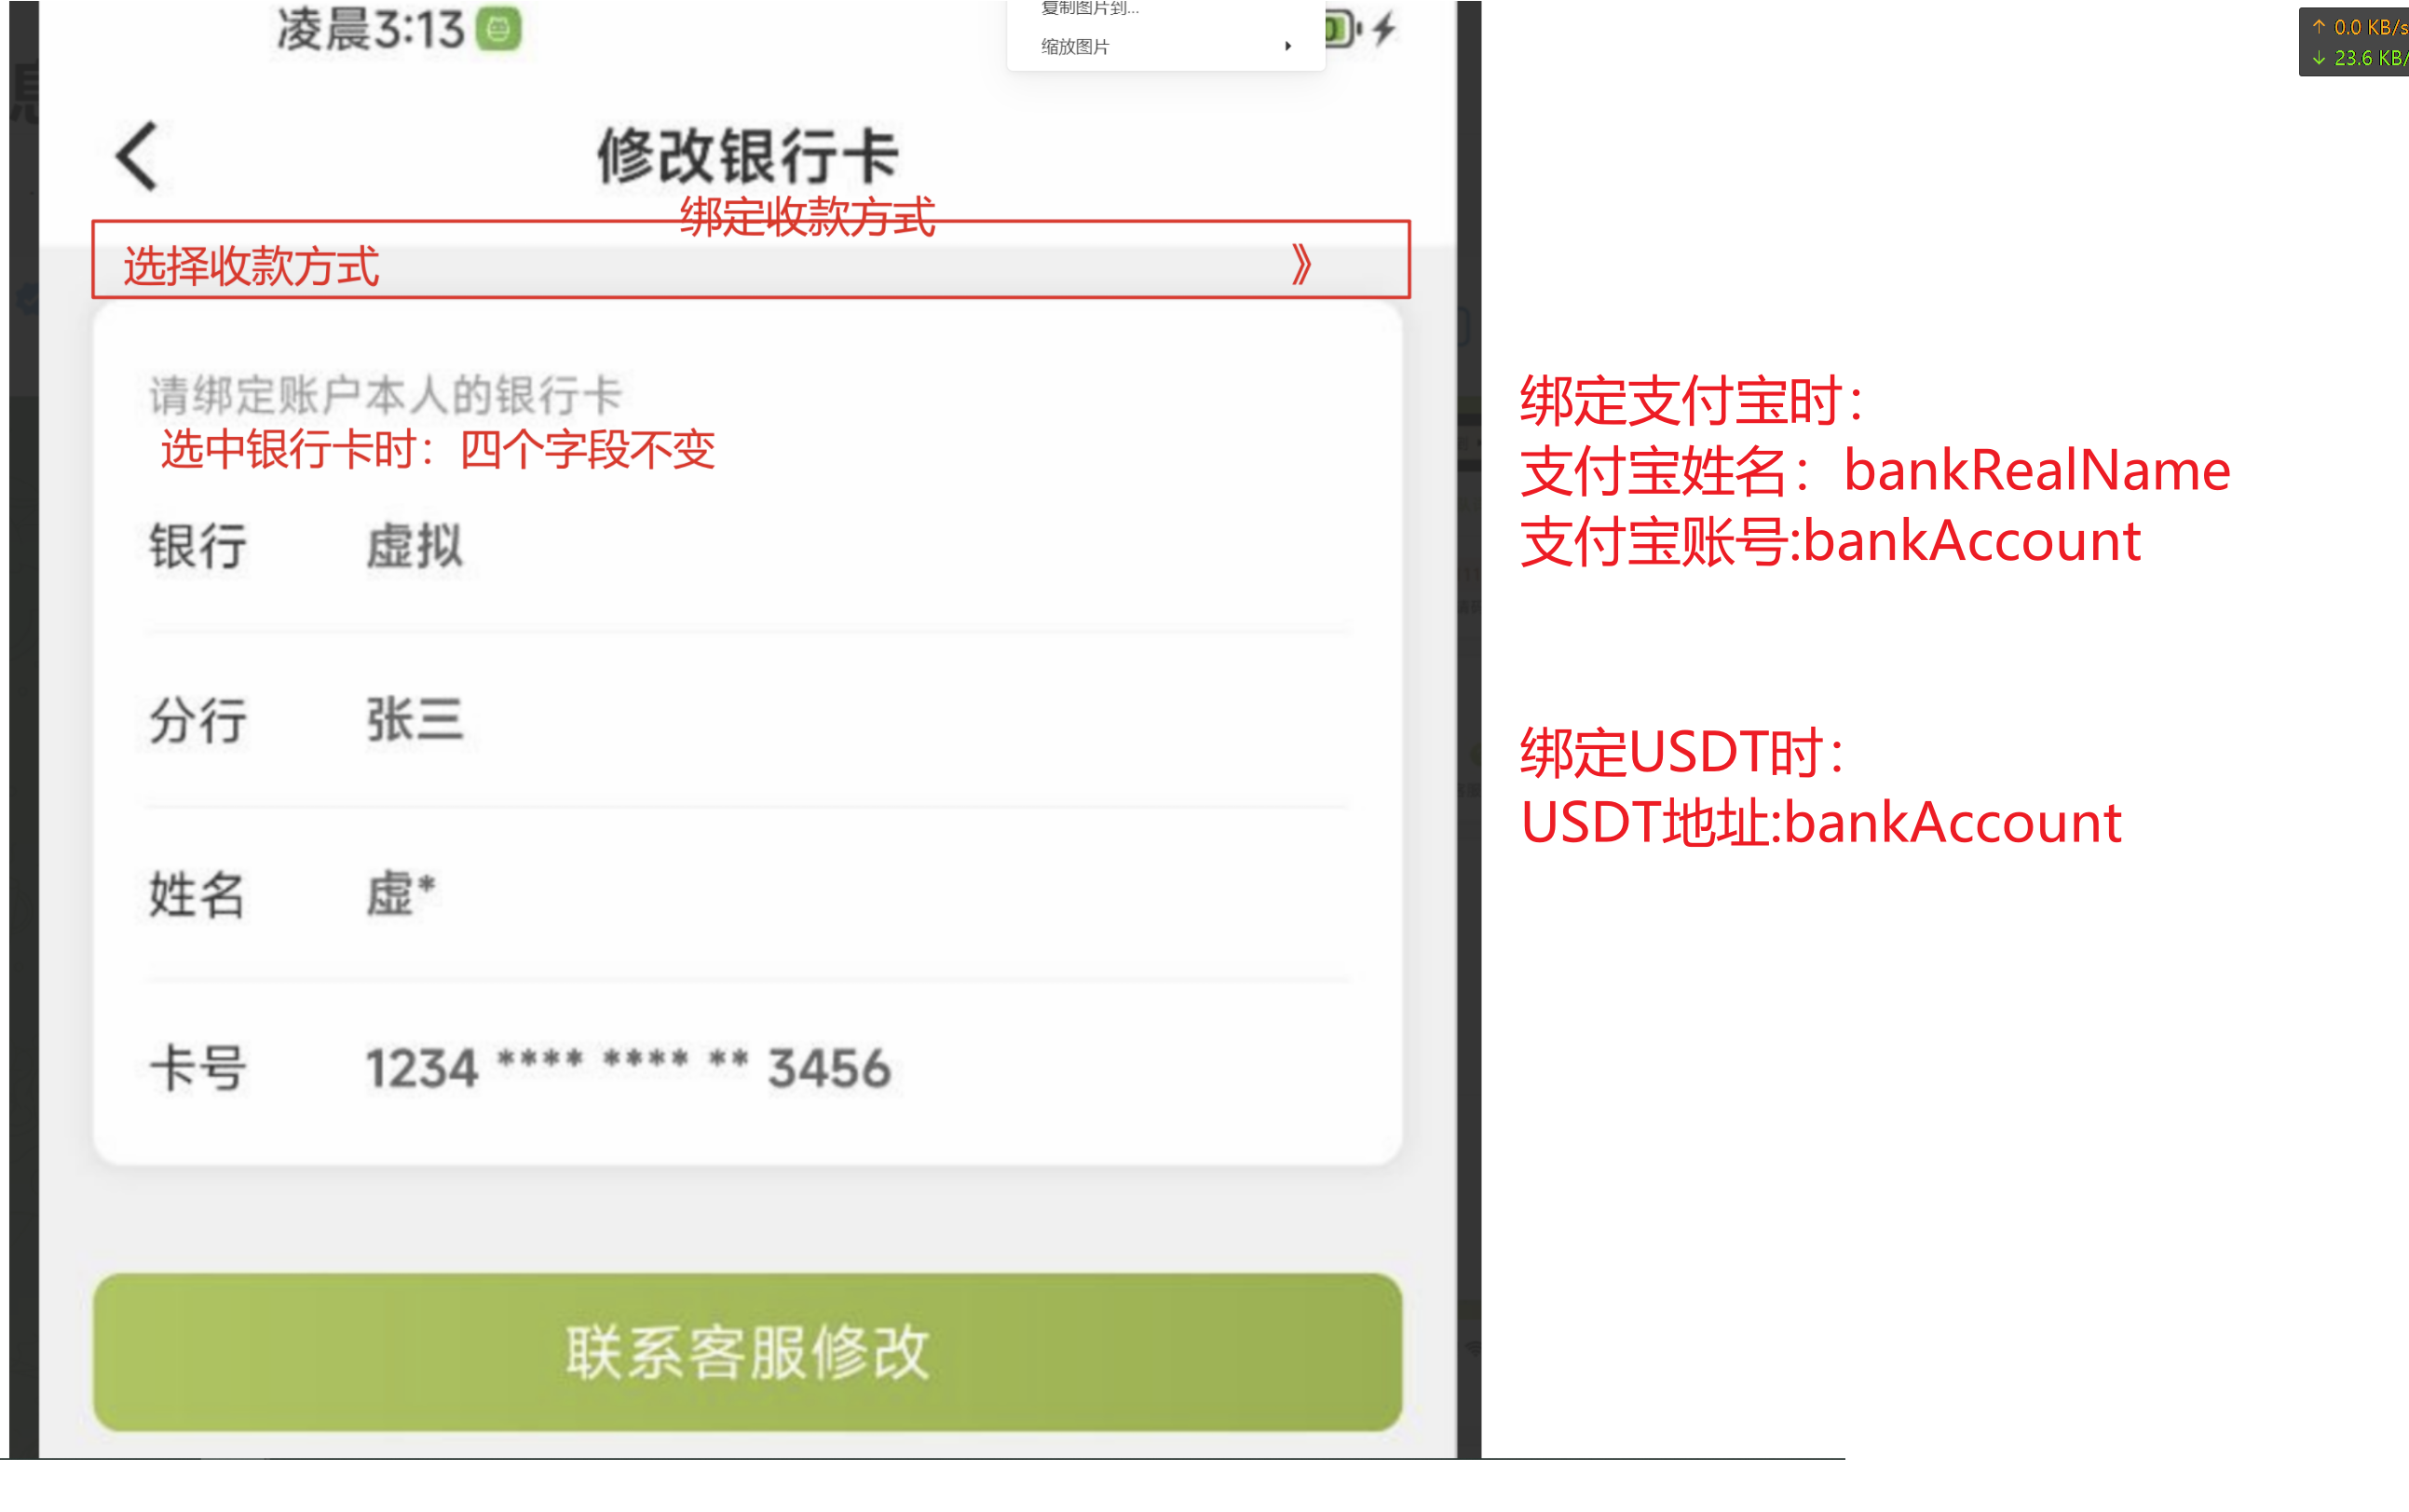 凌晨3:13
复制图片到...
缩放图片
↑ 0.0 KB/s
↓ 23.6 KB/
修改银行卡
绑定收款方式
选择收款方式 》
请绑定账户本人的银行卡
选中银行卡时：四个字段不变
银行 虚拟
分行 张三
姓名 虚*
卡号 1234 **** **** ** 3456
联系客服修改
绑定支付宝时：
支付宝姓名：bankRealName
支付宝账号:bankAccount
绑定USDT时：
USDT地址:bankAccount